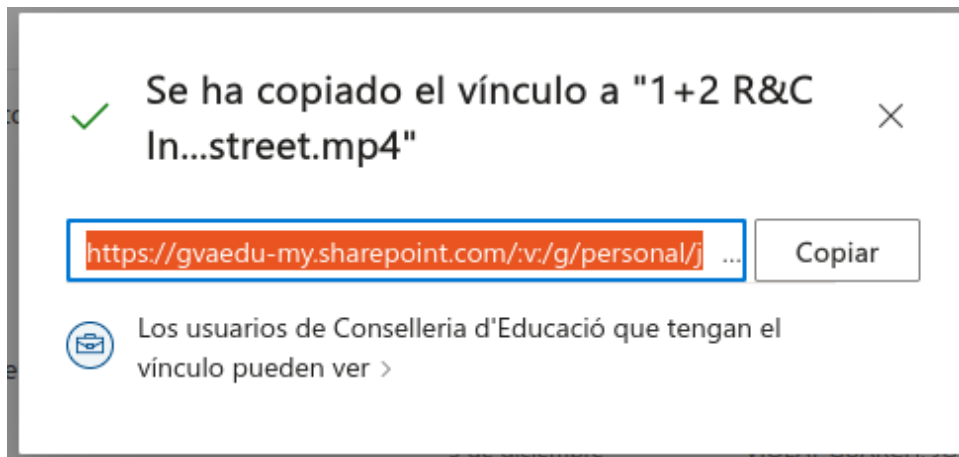 Se ha copiado el vínculo a "1+2 R&C
In...street.mp4"
https://gvaedu-my.sharepoint.com/:v:/g/personal/j ...
Copiar
Los usuarios de Conselleria d'Educació que tengan el
vínculo pueden ver >